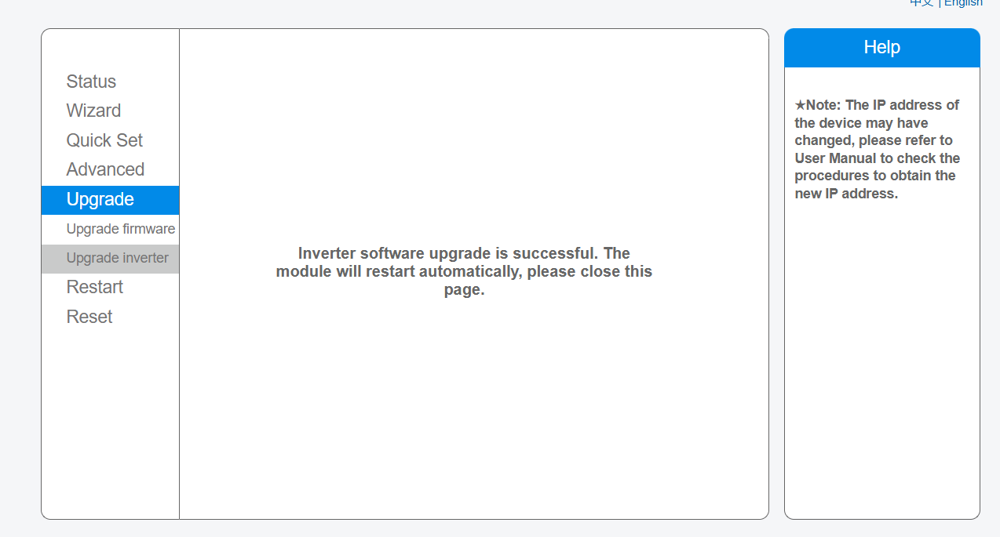 中文 | English
Help
Status
Wizard
Quick Set
Advanced
Upgrade
Upgrade firmware
Upgrade inverter
Restart
Reset
Inverter software upgrade is successful. The
module will restart automatically, please close this
page.
★Note: The IP address of
the device may have
changed, please refer to
User Manual to check the
procedures to obtain the
new IP address.